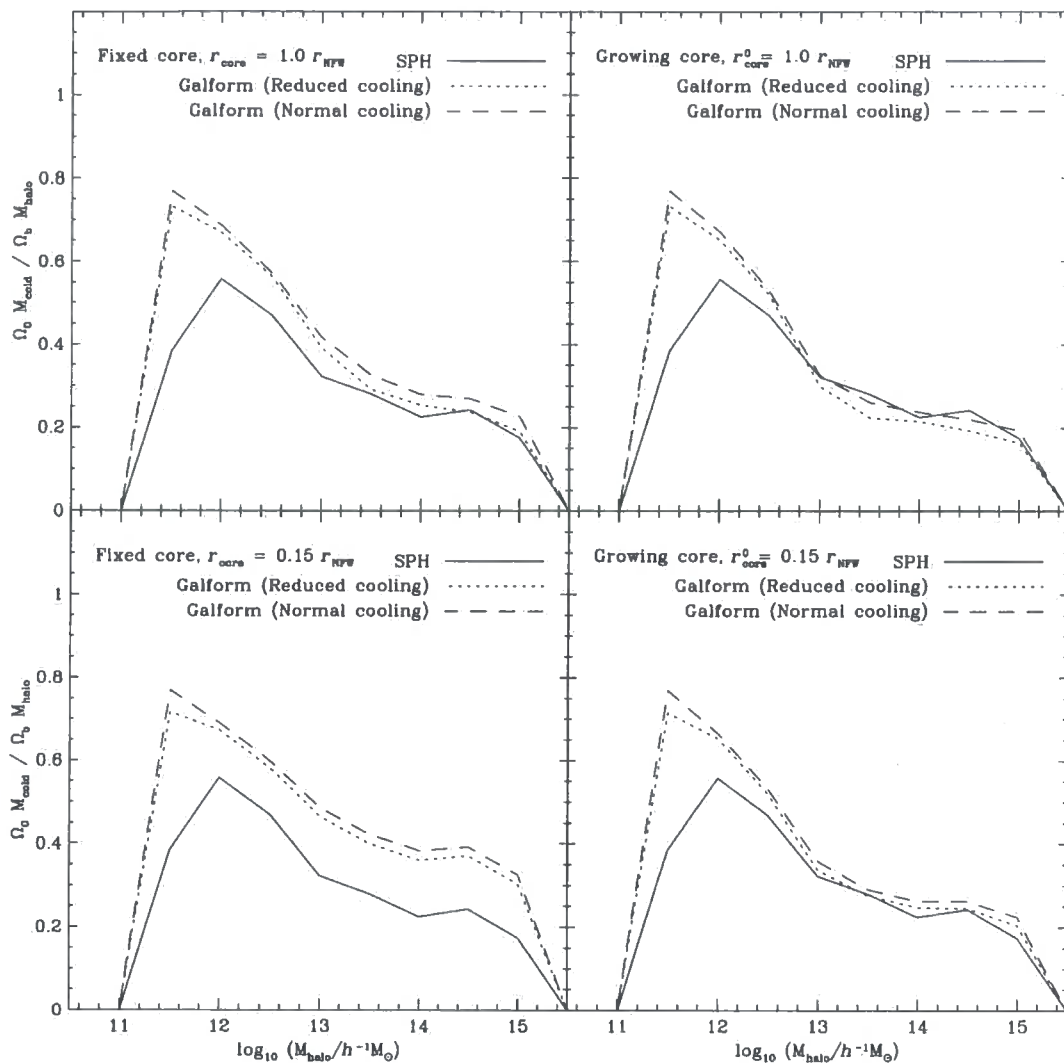 Fixed core, r_core = 1.0 r_NFW
SPH
Galform (Reduced cooling)
Galform (Normal cooling)
Growing core, r⁰_core = 1.0 r_NFW
SPH
Galform (Reduced cooling)
Galform (Normal cooling)
1
0.8
0.6
0.4
0.2
0
Ω₀ M_cold / Ω_b M_halo
Fixed core, r_core = 0.15 r_NFW
SPH
Galform (Reduced cooling)
Galform (Normal cooling)
Growing core, r⁰_core = 0.15 r_NFW
SPH
Galform (Reduced cooling)
Galform (Normal cooling)
1
0.8
0.6
0.4
0.2
0
Ω₀ M_cold / Ω_b M_halo
11 12 13 14 15
11 12 13 14 15
log₁₀ (M_halo/h⁻¹M_⊙)
log₁₀ (M_halo/h⁻¹M_⊙)